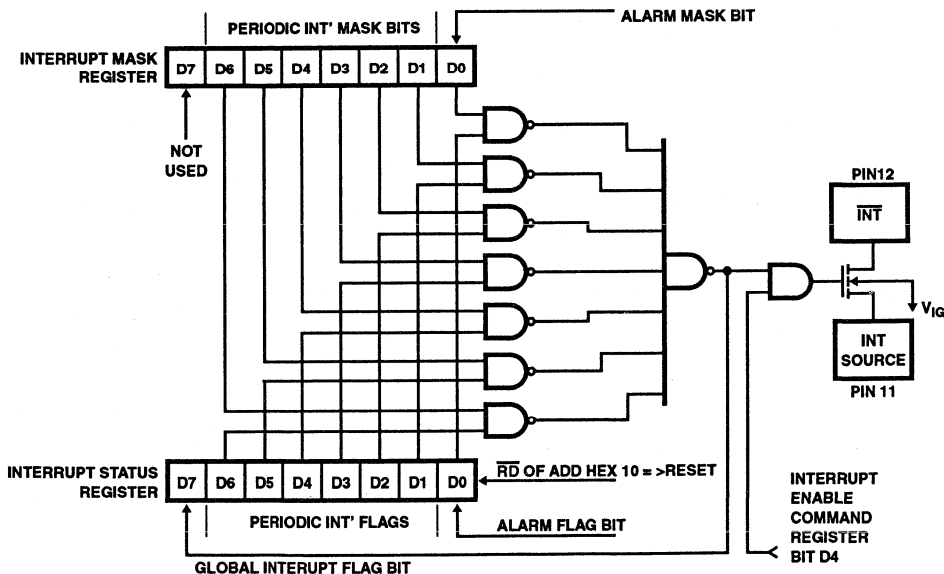 ALARM MASK BIT
PERIODIC INT' MASK BITS
INTERRUPT MASK
REGISTER
D7 D6 D5 D4 D3 D2 D1 D0
NOT
USED
PIN12
INT
VIG
INT
SOURCE
PIN 11
INTERRUPT STATUS
REGISTER
D7 D6 D5 D4 D3 D2 D1 D0
RD OF ADD HEX 10 = >RESET
PERIODIC INT' FLAGS
ALARM FLAG BIT
GLOBAL INTERUPT FLAG BIT
INTERRUPT
ENABLE
COMMAND
REGISTER
BIT D4